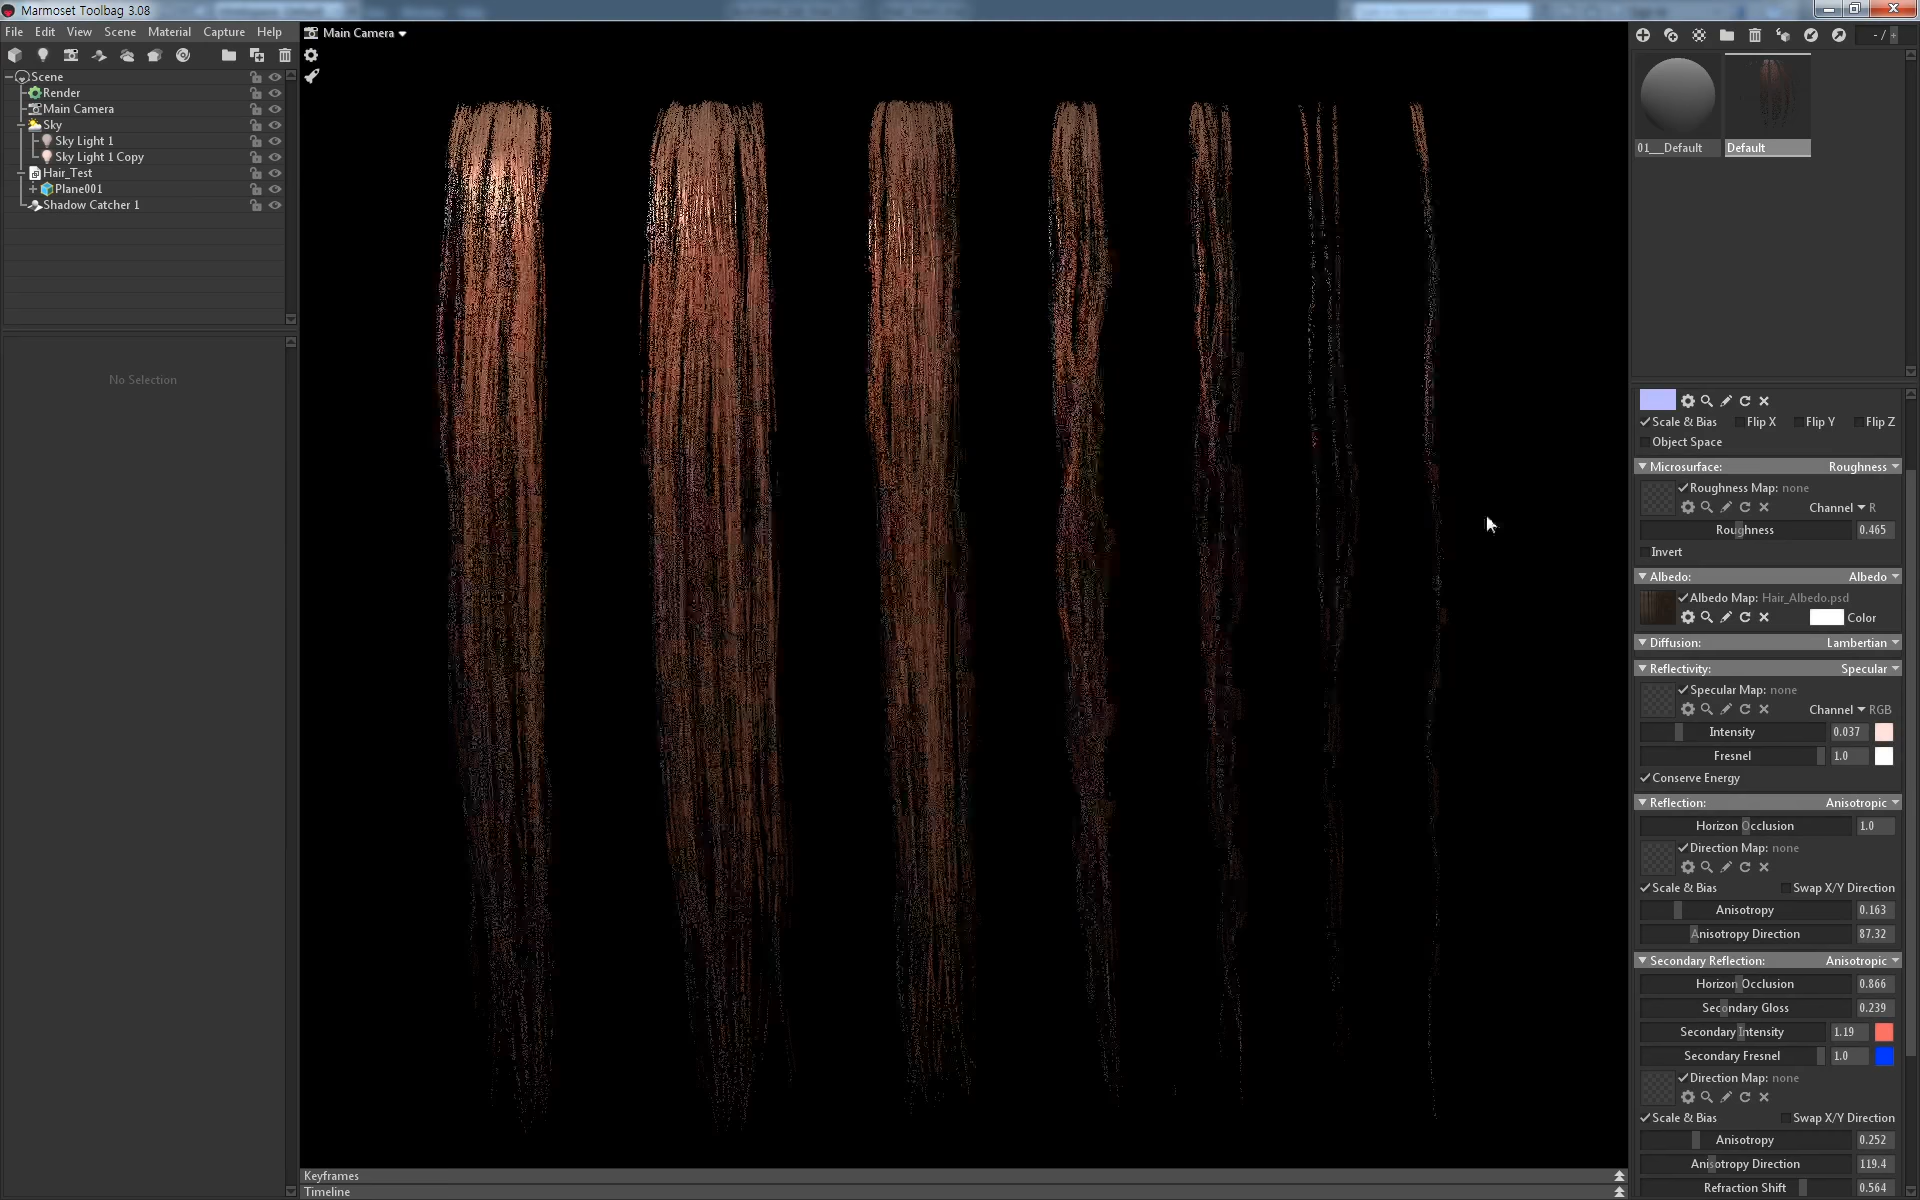 Marmoset Toolbag 3.08
File Edit View Scene Material Capture Help
Main Camera
- / +
Scene
Render
Main Camera
Sky
Sky Light 1
Sky Light 1 Copy
Hair_Test
Plane001
Shadow Catcher 1
No Selection
01__Default
Default
Scale & Bias Flip X Flip Y Flip Z
Object Space
Microsurface: Roughness
Roughness Map: none
Channel R
Roughness 0.465
Invert
Albedo: Albedo
Albedo Map: Hair_Albedo.psd
Color
Diffusion: Lambertian
Reflectivity: Specular
Specular Map: none
Channel RGB
Intensity 0.037
Fresnel 1.0
Conserve Energy
Reflection: Anisotropic
Horizon Occlusion 1.0
Direction Map: none
Scale & Bias Swap X/Y Direction
Anisotropy 0.163
Anisotropy Direction 87.32
Secondary Reflection: Anisotropic
Horizon Occlusion 0.866
Secondary Gloss 0.239
Secondary Intensity 1.19
Secondary Fresnel 1.0
Direction Map: none
Scale & Bias Swap X/Y Direction
Anisotropy 0.252
Anisotropy Direction 119.4
Refraction Shift 0.564
Keyframes
Timeline